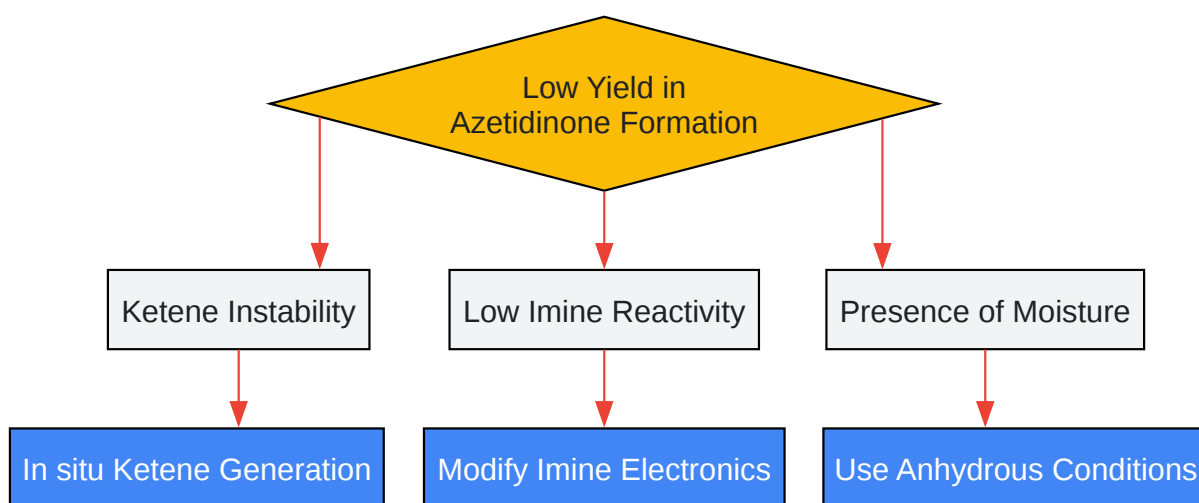 Low Yield in
Azetidinone Formation
Ketene Instability
Low Imine Reactivity
Presence of Moisture
In situ Ketene Generation
Modify Imine Electronics
Use Anhydrous Conditions